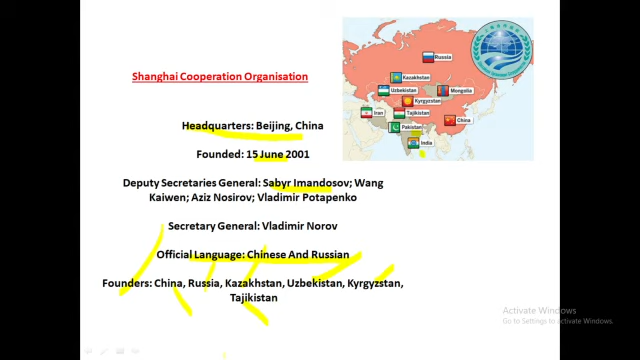 Shanghai Cooperation Organisation
Headquarters: Beijing, China
Founded: 15 June 2001
Deputy Secretaries General: Sabyr Imandosov; Wang
Kaiwen; Aziz Nosirov; Vladimir Potapenko
Secretary General: Vladimir Norov
Official Language: Chinese And Russian
Founders: China, Russia, Kazakhstan, Uzbekistan, Kyrgyzstan,
Tajikistan
Russia
Kazakhstan
Uzbekistan
Mongolia
Kyrgyzstan
Iran
Tajikistan
China
Pakistan
India
Activate Windows
Go to Settings to activate Windows.